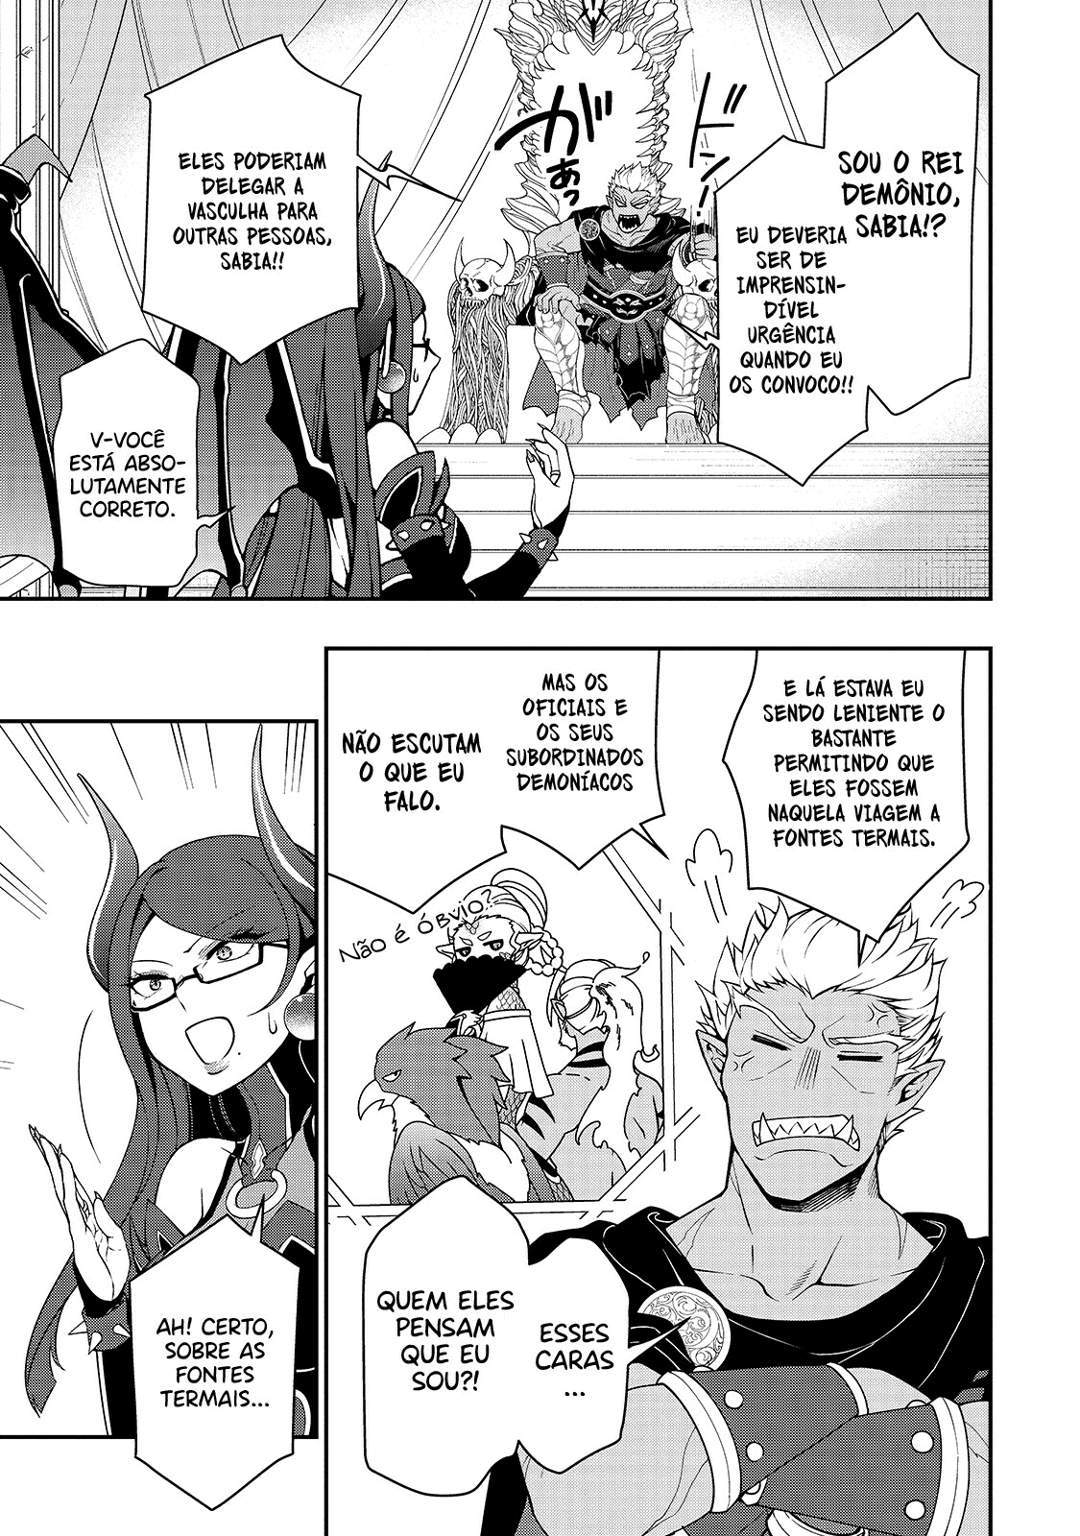 SOU O REI
DEMÔNIO,
SABIA!?
EU DEVERIA
SER DE
IMPRENSIN-
DÍVEL
URGÊNCIA
QUANDO EU
OS CONVOCO!!
ドン!
がぁっ
ELES PODERIAM
DELEGAR A
VASCULHA PARA
OUTRAS PESSOAS,
SABIA!!
V-VOCÊ
ESTÁ ABSO-
LUTAMENTE
CORRETO.
E LÁ ESTAVA EU
SENDO LENIENTE O
BASTANTE
PERMITINDO QUE
ELES FOSSEM
NAQUELA VIAGEM A
FONTES TERMAIS.
MAS OS
OFICIAIS E
OS SEUS
SUBORDINADOS
DEMONÍACOS
NÃO ESCUTAM
O QUE EU
FALO.
NÃO É ÓBVIO?
ESSES
CARAS
...
QUEM ELES
PENSAM
QUE EU
SOU?!
AH! CERTO,
SOBRE AS
FONTES
TERMAIS...